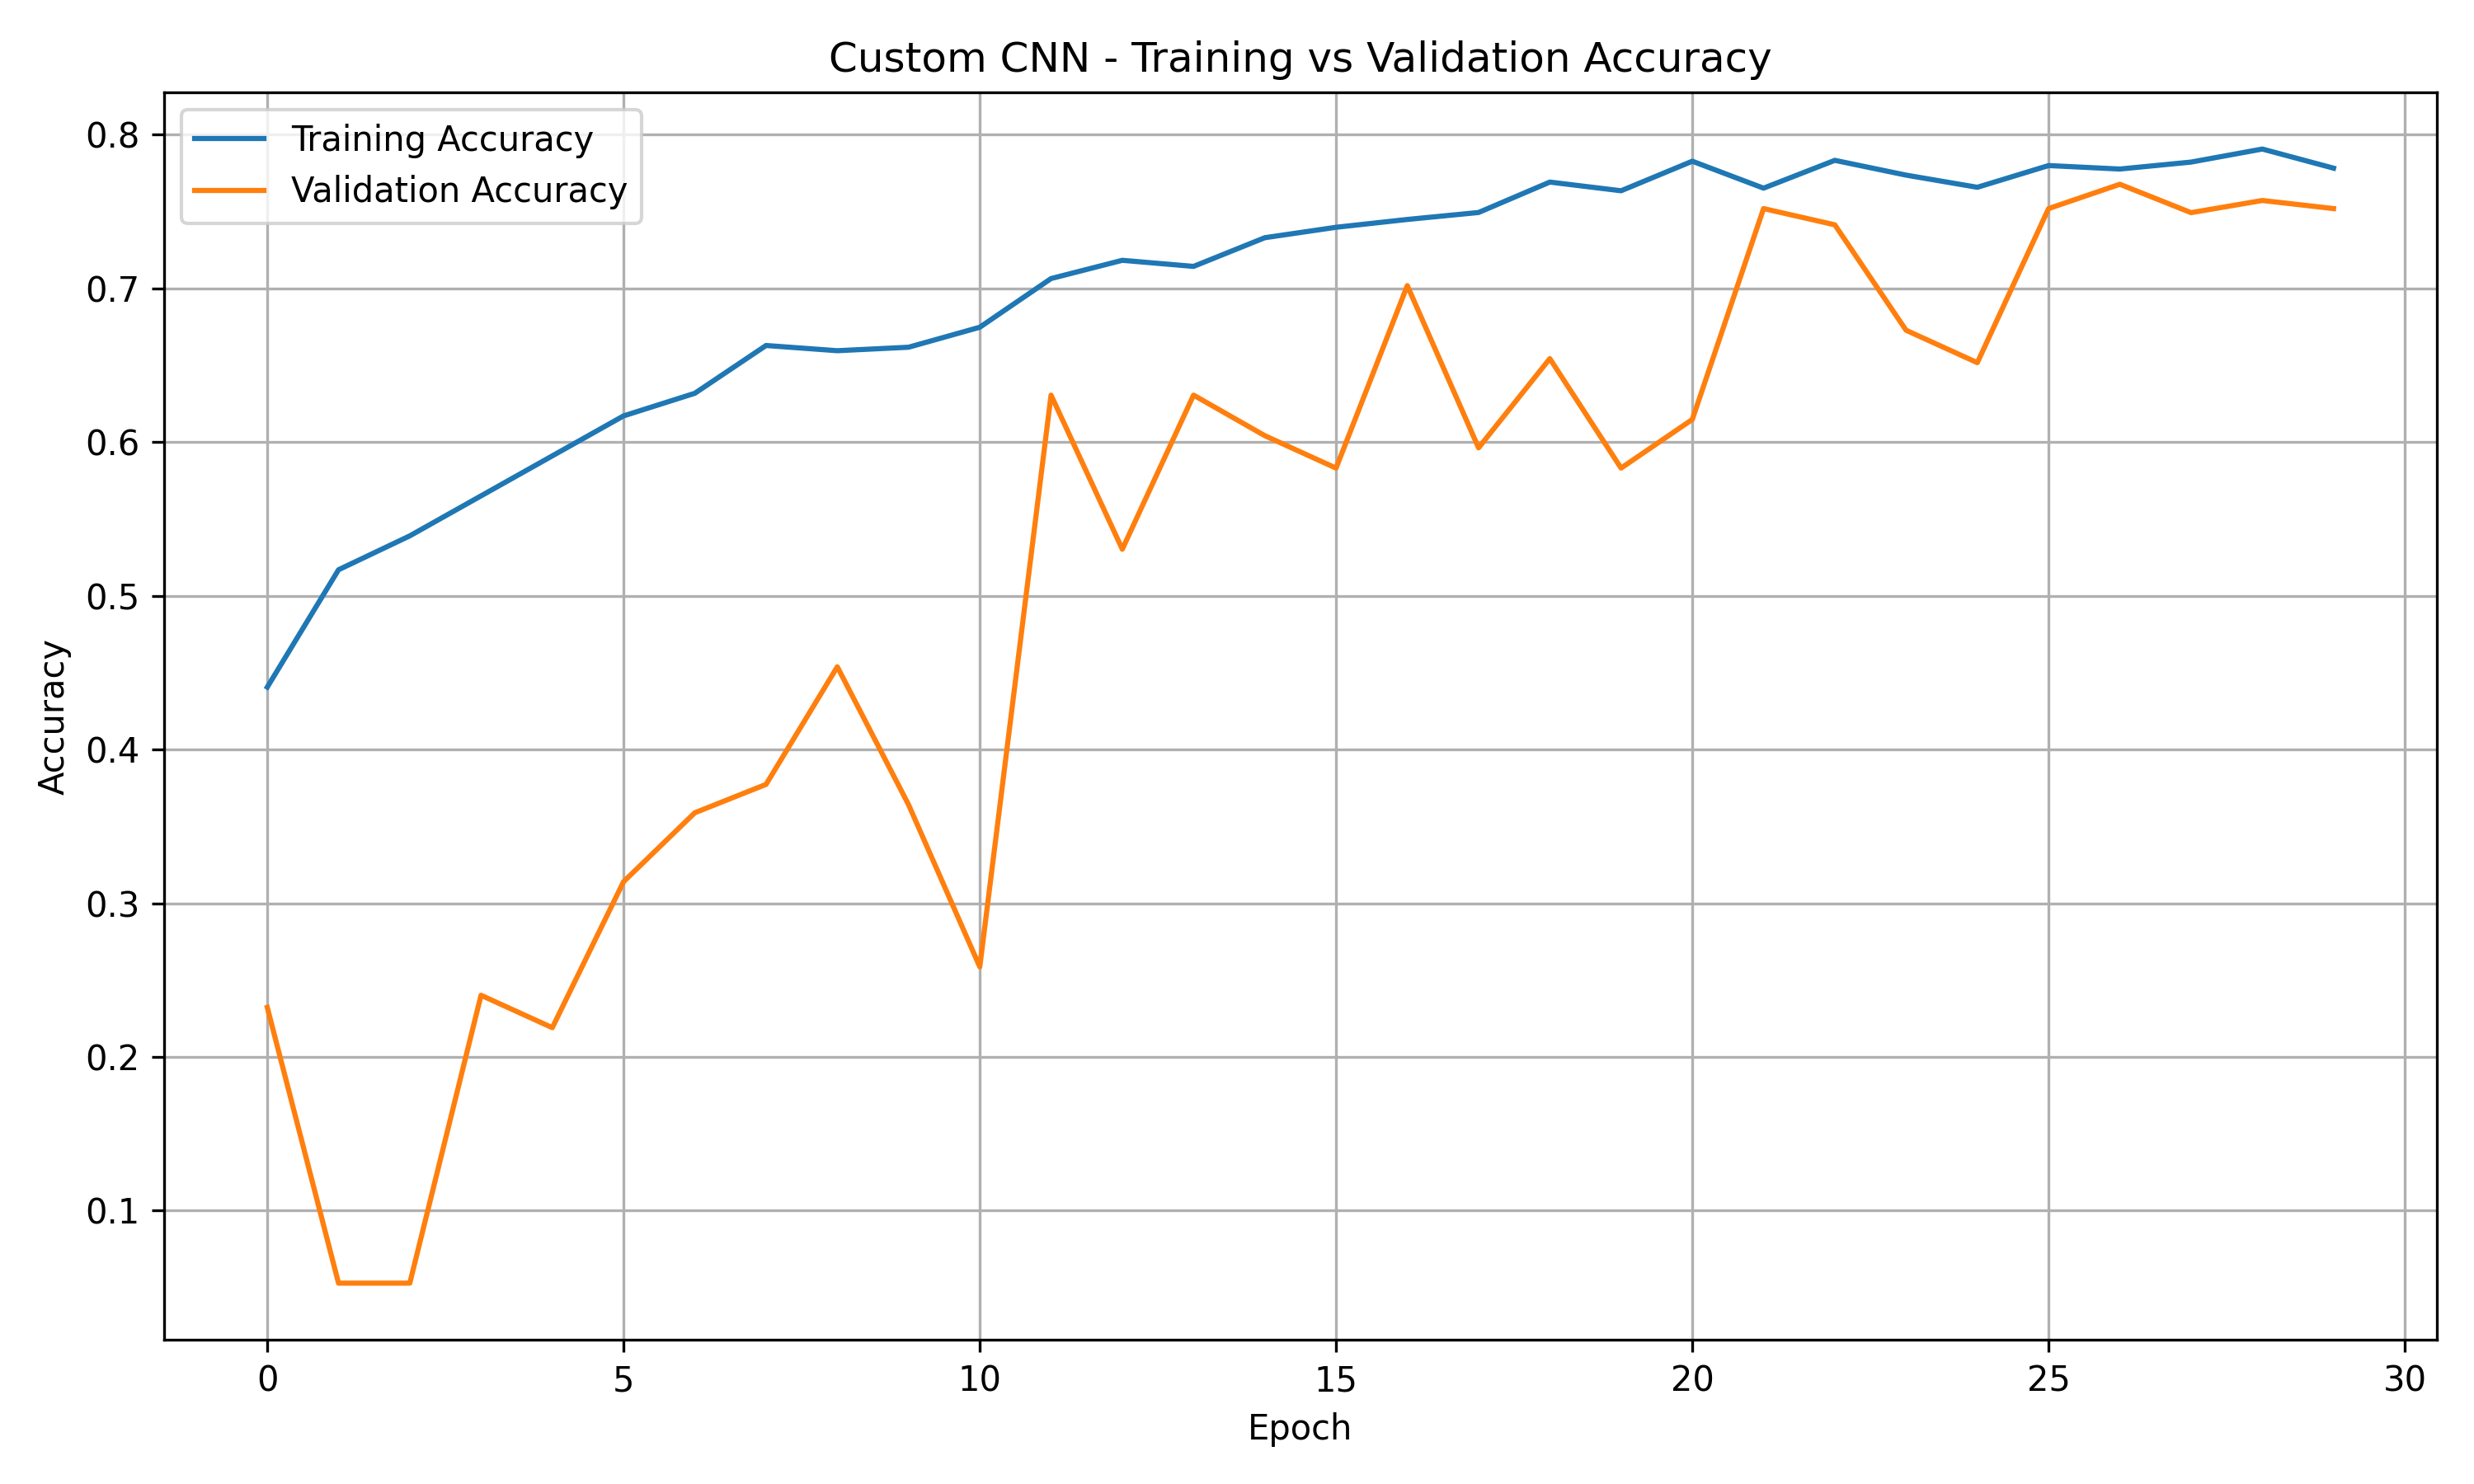 Custom CNN - Training vs Validation Accuracy
Training Accuracy
Validation Accuracy
0.8
0.7
0.6
0.5
0.4
0.3
0.2
0.1
Accuracy
0 5 10 15 20 25 30
Epoch